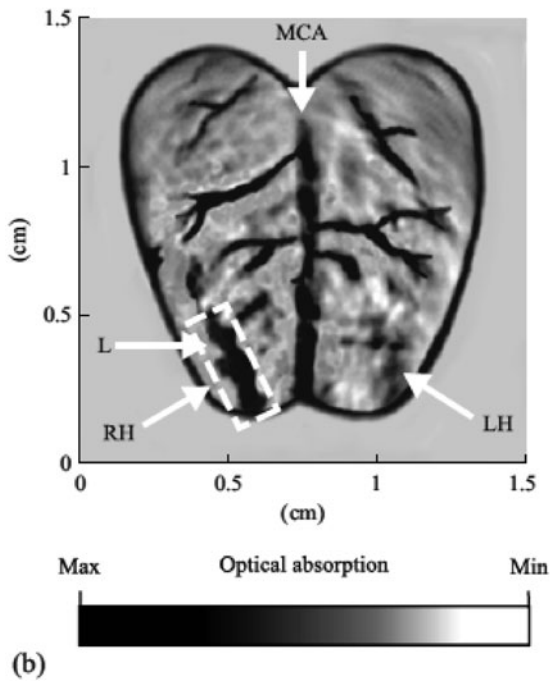 1.5
MCA
1
(cm)
0.5
L
RH
LH
0
0 0.5 1 1.5
(cm)
Max Optical absorption Min
(b)